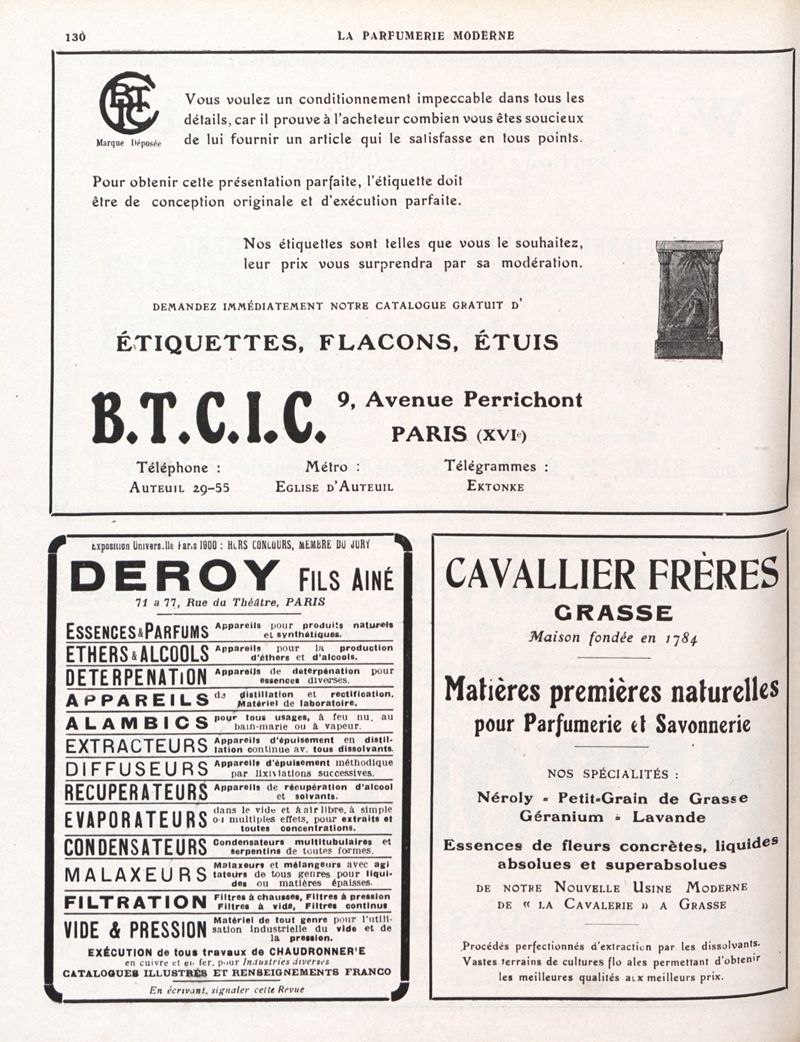 130
LA PARFUMERIE MODERNE
BTCIC
Marque Déposée
Vous voulez un conditionnement impeccable dans tous les
détails, car il prouve à l'acheteur combien vous êtes soucieux
de lui fournir un article qui le satisfasse en tous points.
Pour obtenir cette présentation parfaite, l'étiquette doit
être de conception originale et d'exécution parfaite.
Nos étiquettes sont telles que vous le souhaitez,
leur prix vous surprendra par sa modération.
DEMANDEZ IMMÉDIATEMENT NOTRE CATALOGUE GRATUIT D'
ÉTIQUETTES, FLACONS, ÉTUIS
B.T.C.I.C.
9, Avenue Perrichont
PARIS (XVIe)
Téléphone :
AUTEUIL 29-55
Métro :
EGLISE D'AUTEUIL
Télégrammes :
EKTONKE
Exposition Univers.lle Paris 1900 : HORS CONCOURS, MEMBRE DU JURY
DEROY FILS AINÉ
71 a 77, Rue du Théâtre, PARIS
ESSENCES & PARFUMS Appareils pour produits naturels
et synthétiques.
ETHERS & ALCOOLS Appareils pour la production
d'éthers et d'alcools.
DETERPENATION Appareils de deterpénation pour
essences diverses.
APPAREILS de distillation et rectification.
Matériel de laboratoire.
ALAMBICS pour tous usages, à feu nu, au
bain-marie ou à vapeur.
EXTRACTEURS Appareils d'épuisement en distil-
lation continue av. tous dissolvants.
DIFFUSEURS Appareils d'épuisement méthodique
par lixiviations successives.
RECUPERATEURS Appareils de récupération d'alcool
et solvants.
EVAPORATEURS dans le vide et à air libre, à simple
ou multiples effets, pour extraits et
toutes concentrations.
CONDENSATEURS Condensateurs multitubulaires et
serpentins de toutes formes.
MALAXEURS Malaxeurs et mélangeurs avec agi
tateurs de tous genres pour liqui-
des ou matières épaisses.
FILTRATION Filtres à chausses, Filtres à pression
Filtres à vide, Filtres continus
VIDE & PRESSION Matériel de tout genre pour l'utili-
sation industrielle du vide et de
la pression.
EXÉCUTION de tous travaux de CHAUDRONNER'E
en cuivre et en fer, pour Industries diverses
CATALOGUES ILLUSTRÉS ET RENSEIGNEMENTS FRANCO
En écrivant, signaler cette Revue
CAVALLIER FRÈRES
GRASSE
Maison fondée en 1784
Matières premières naturelles
pour Parfumerie et Savonnerie
NOS SPÉCIALITÉS :
Néroly - Petit-Grain de Grasse
Géranium - Lavande
Essences de fleurs concrètes, liquides
absolues et superabsolues
DE NOTRE NOUVELLE USINE MODERNE
DE « LA CAVALERIE » A GRASSE
Procédés perfectionnés d'extraction par les dissolvants.
Vastes terrains de cultures flo ales permettant d'obtenir
les meilleures qualités aux meilleurs prix.